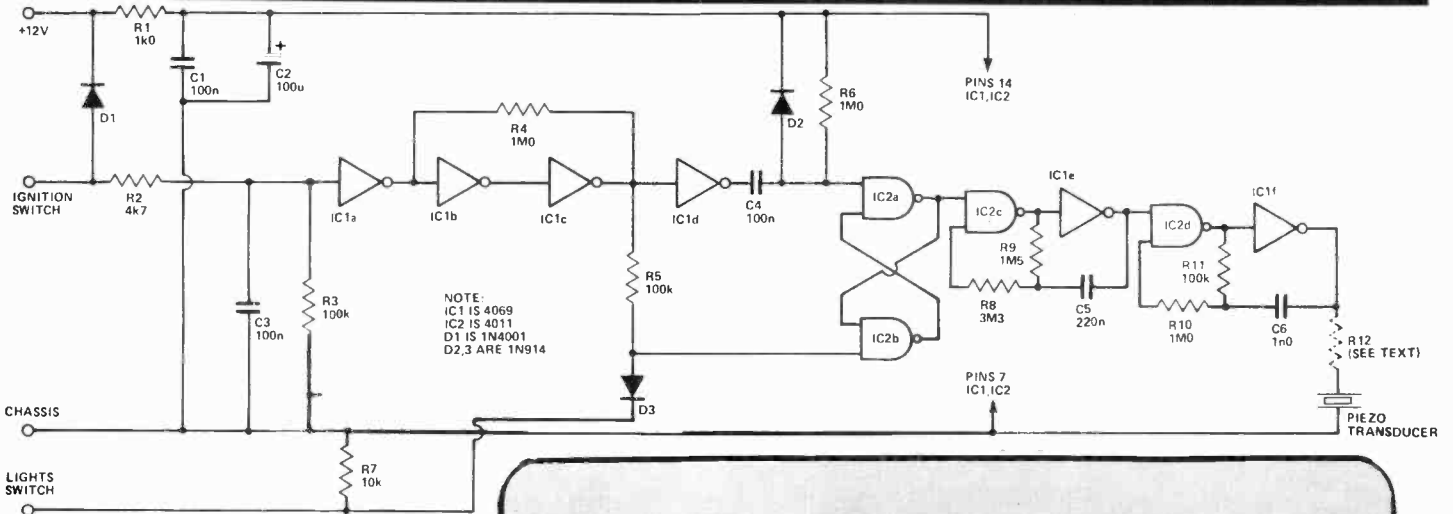 +12V
R1
1k0
C1
100n
+
C2
100u
D1
R4
1M0
D2
R6
1M0
PINS 14
IC1,IC2
IGNITION
SWITCH
R2
4k7
IC1a
IC1b
IC1c
IC1d
C4
100n
IC2a
IC2c
IC1e
IC2d
IC1f
R3
100k
C3
100n
NOTE:
IC1 IS 4069
IC2 IS 4011
D1 IS 1N4001
D2,3 ARE 1N914
R5
100k
IC2b
R9
1M5
R8
3M3
C5
220n
R11
100k
R10
1M0
C6
1n0
R12
(SEE TEXT)
D3
PINS 7
IC1,IC2
PIEZO
TRANSDUCER
CHASSIS
R7
10k
LIGHTS
SWITCH